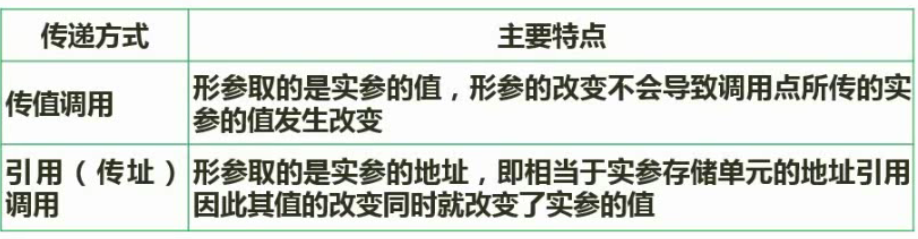 传递方式
主要特点
传值调用
形参取的是实参的值，形参的改变不会导致调用点所传的实
参的值发生改变
引用（传址）
调用
形参取的是实参的地址，即相当于实参存储单元的地址引用
因此其值的改变同时就改变了实参的值